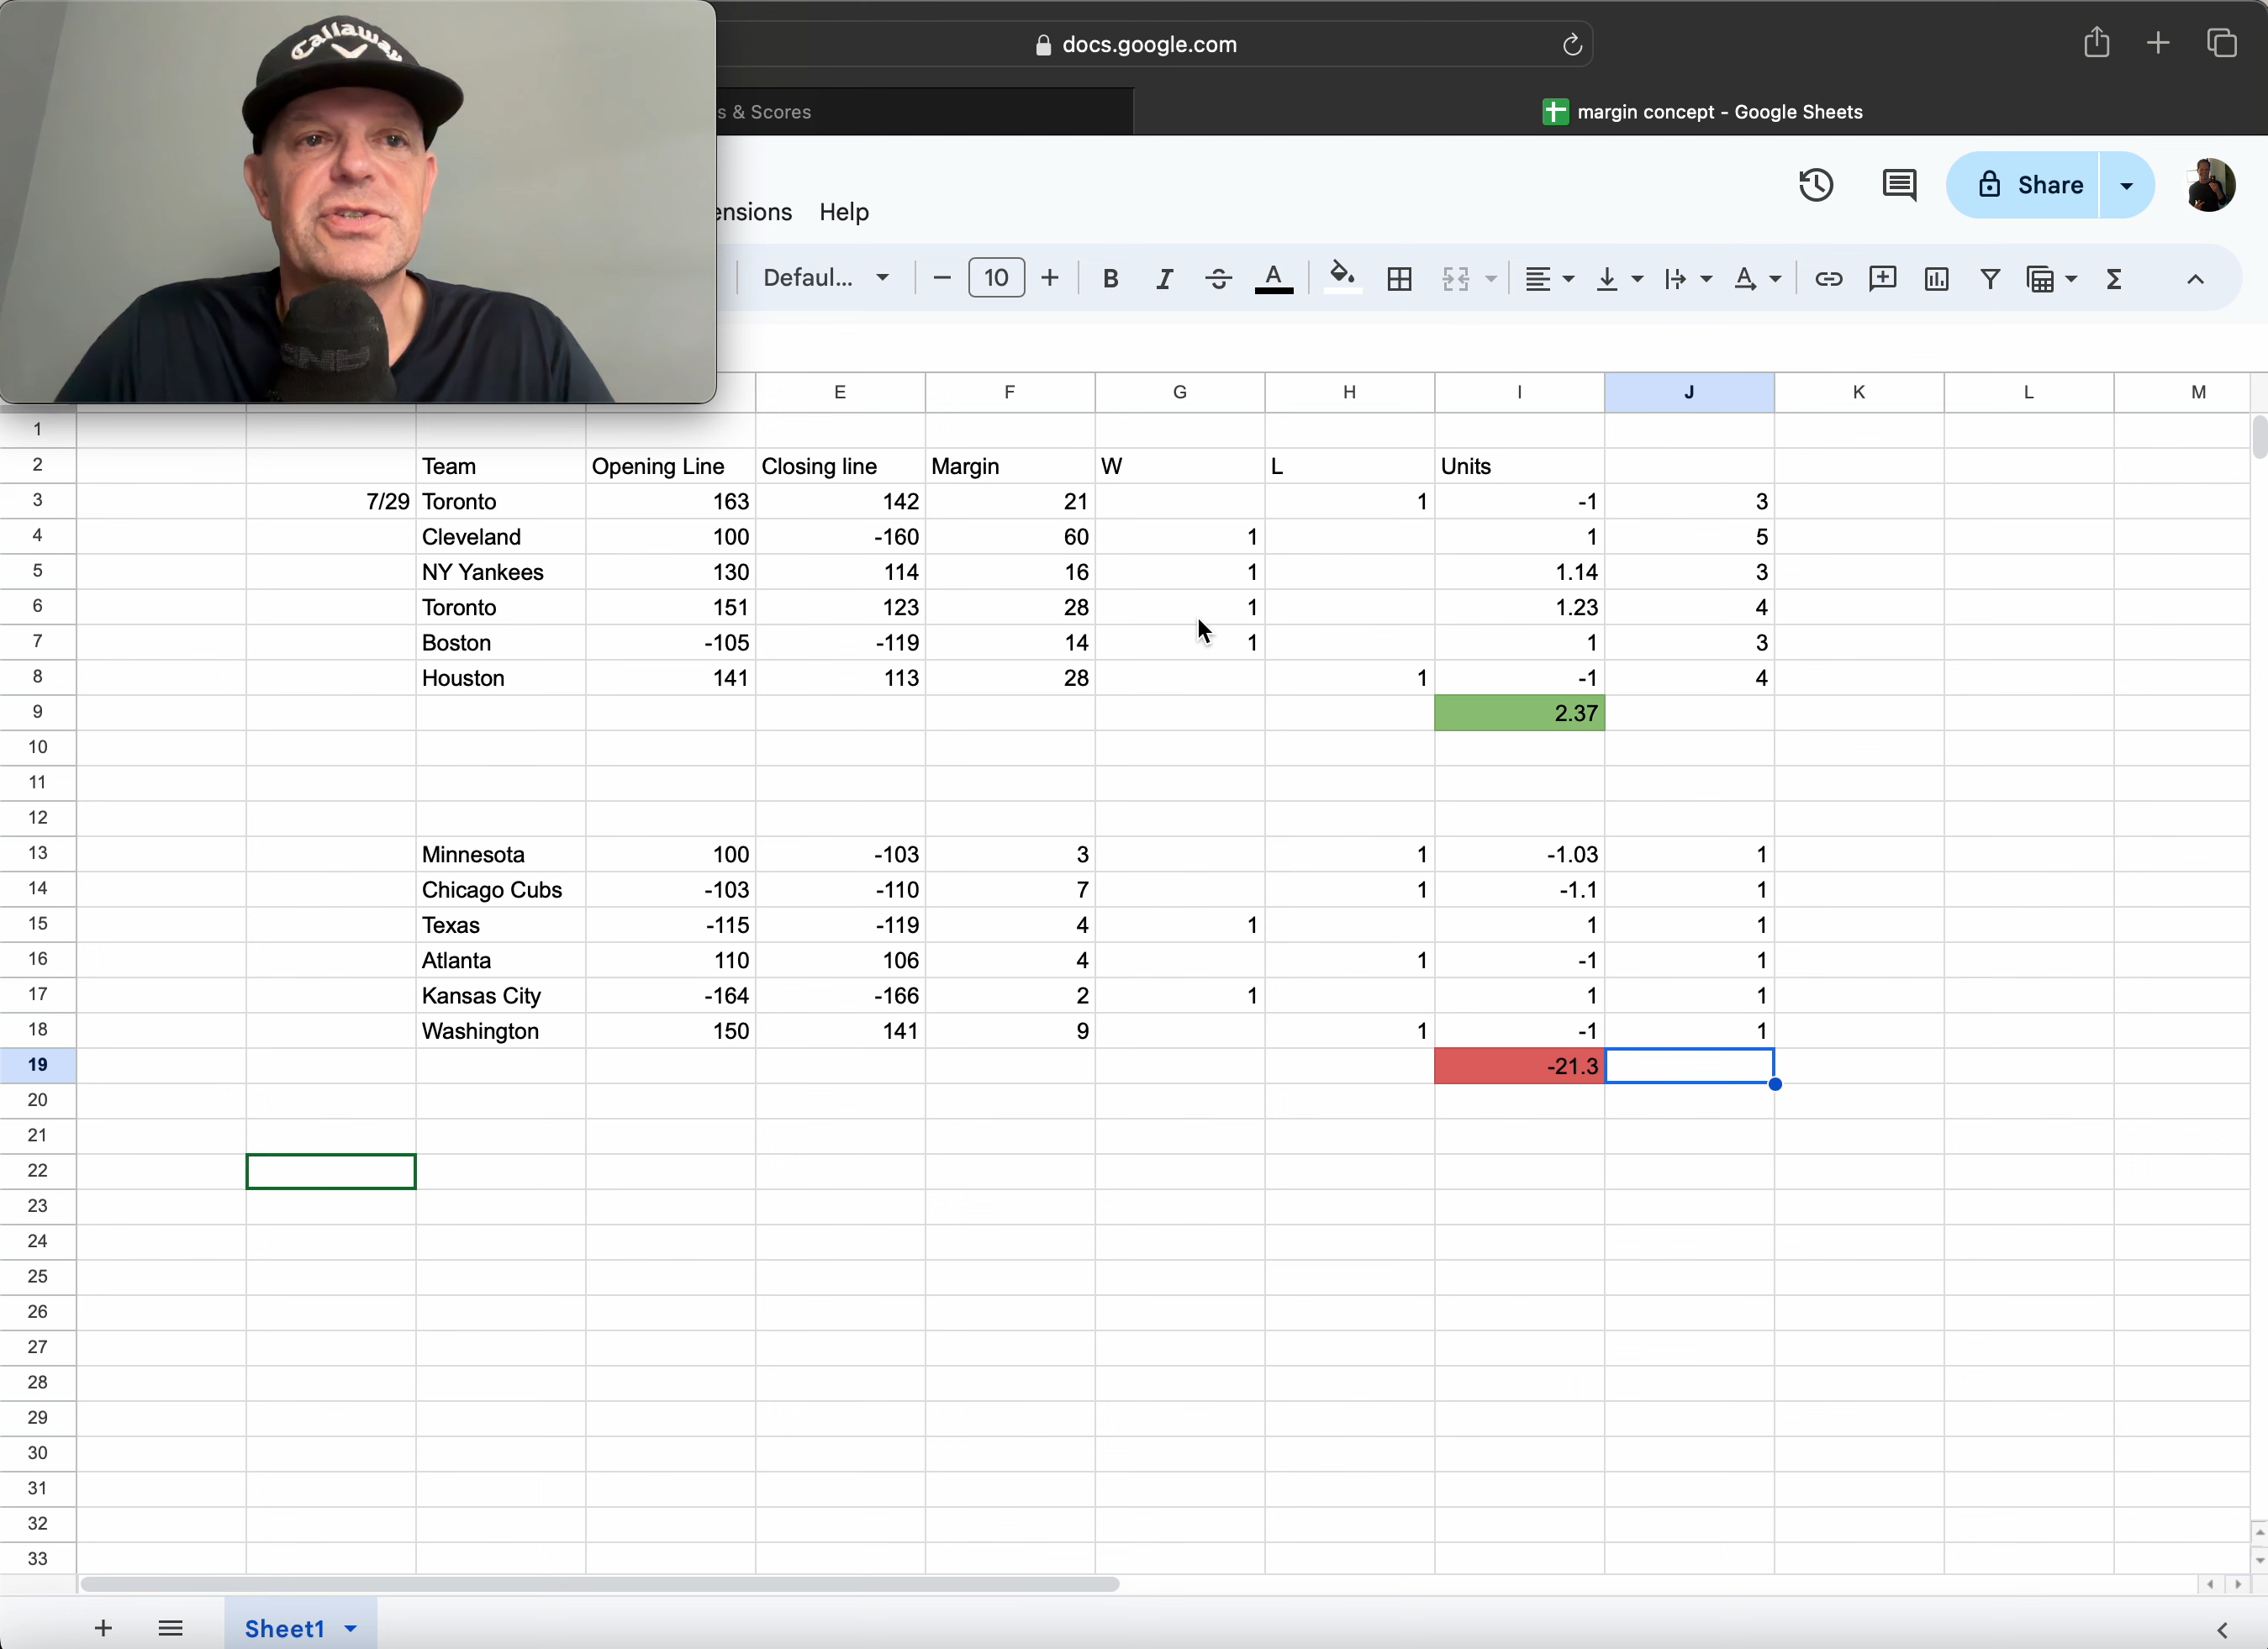 Callaway
docs.google.com
s & Scores
margin concept - Google Sheets
ensions Help
Share
Defaul... 10 B I S A A Σ
E F G H I J K L M
1
2 Team Opening Line Closing line Margin W L Units
3 7/29 Toronto 163 142 21 1 -1 3
4 Cleveland 100 -160 60 1 1 5
5 NY Yankees 130 114 16 1 1.14 3
6 Toronto 151 123 28 1 1.23 4
7 Boston -105 -119 14 1 1 3
8 Houston 141 113 28 1 -1 4
9 2.37
10
11
12
13 Minnesota 100 -103 3 1 -1.03 1
14 Chicago Cubs -103 -110 7 1 -1.1 1
15 Texas -115 -119 4 1 1 1
16 Atlanta 110 106 4 1 -1 1
17 Kansas City -164 -166 2 1 1 1
18 Washington 150 141 9 1 -1 1
19 -21.3
20
21
22
23
24
25
26
27
28
29
30
31
32
33
Sheet1